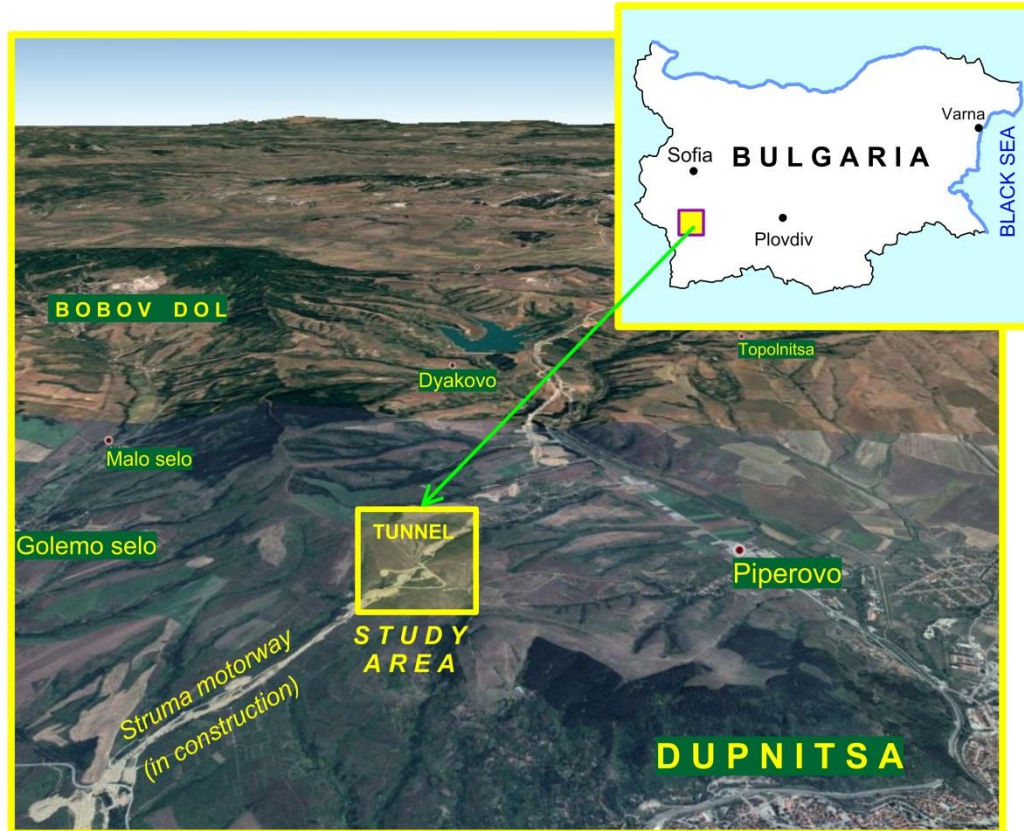 Varna
Sofia
BULGARIA
BLACK SEA
Plovdiv
BOBOV DOL
Topolnitsa
Dyakovo
Malo selo
TUNNEL
Golemo selo
Piperovo
STUDY
AREA
Struma motorway
(in construction)
DUPNITSA